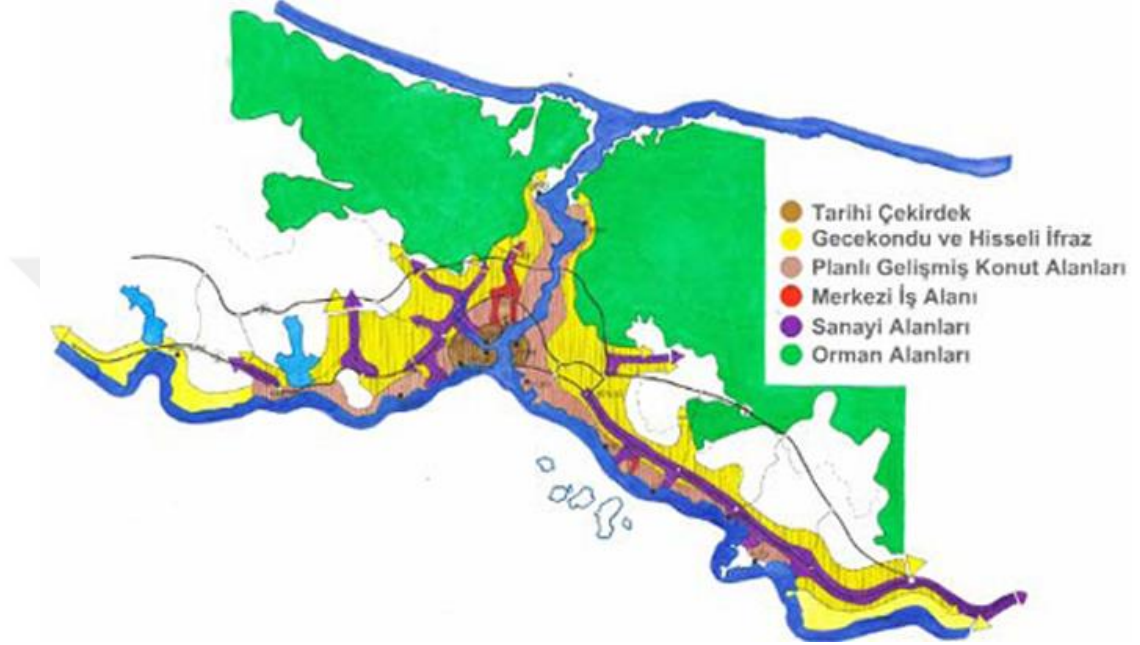 Tarihi Çekirdek
Gecekondu ve Hisseli İfraz
Planlı Gelişmiş Konut Alanları
Merkezi İş Alanı
Sanayi Alanları
Orman Alanları